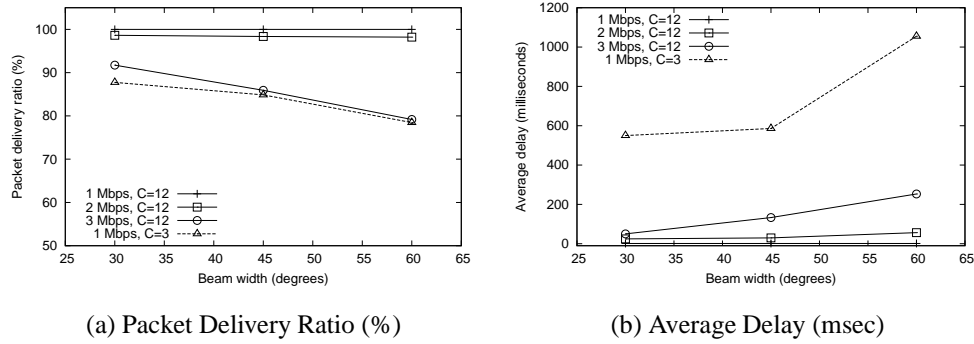 100
90
80
70
60
50
Packet delivery ratio (%)
1 Mbps, C=12
2 Mbps, C=12
3 Mbps, C=12
1 Mbps, C=3
25 30 35 40 45 50 55 60 65
Beam width (degrees)
(a) Packet Delivery Ratio (%)
1200
1000
800
600
400
200
0
Average delay (milliseconds)
1 Mbps, C=12
2 Mbps, C=12
3 Mbps, C=12
1 Mbps, C=3
25 30 35 40 45 50 55 60 65
Beam width (degrees)
(b) Average Delay (msec)